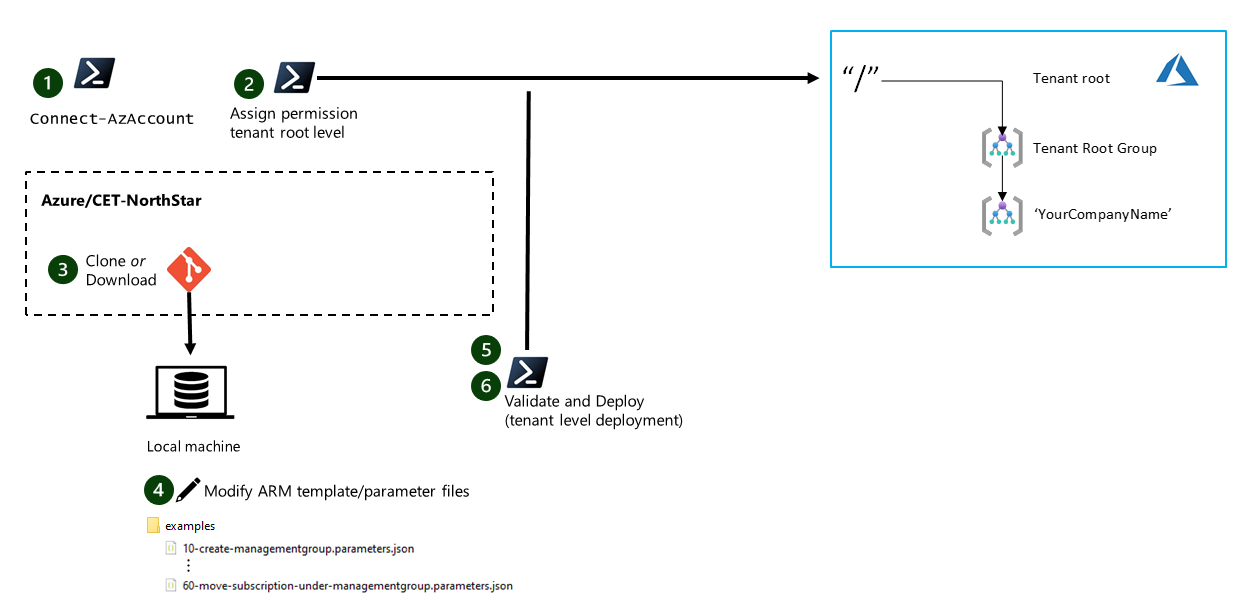 1
Connect-AzAccount
2
Assign permission
tenant root level
“/”
Tenant root
Tenant Root Group
‘YourCompanyName’
Azure/CET-NorthStar
3
Clone or
Download
Local machine
5
6
Validate and Deploy
(tenant level deployment)
4
Modify ARM template/parameter files
examples
10-create-managementgroup.parameters.json
60-move-subscription-under-managementgroup.parameters.json